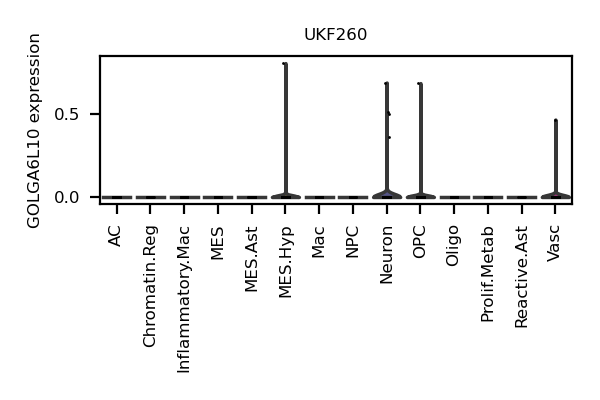 UKF260
GOLGA6L10 expression
0.5
0.0
AC
Chromatin.Reg
Inflammatory.Mac
MES
MES.Ast
MES.Hyp
Mac
NPC
Neuron
OPC
Oligo
Prolif.Metab
Reactive.Ast
Vasc